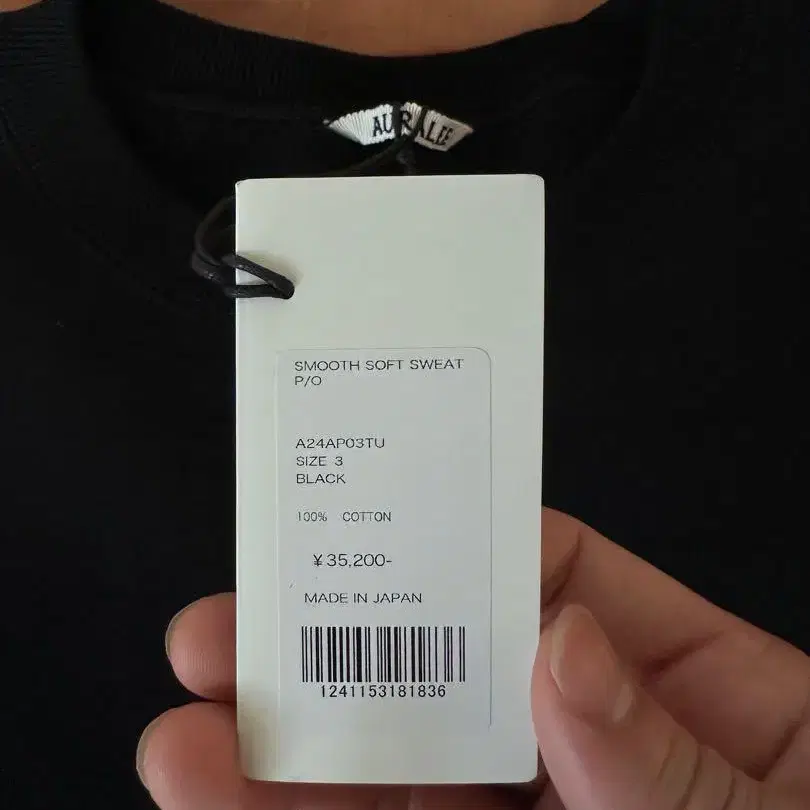 AURALEE
SMOOTH SOFT SWEAT
P/O
A24AP03TU
SIZE 3
BLACK
100% COTTON
¥35,200-
MADE IN JAPAN
1241153181836